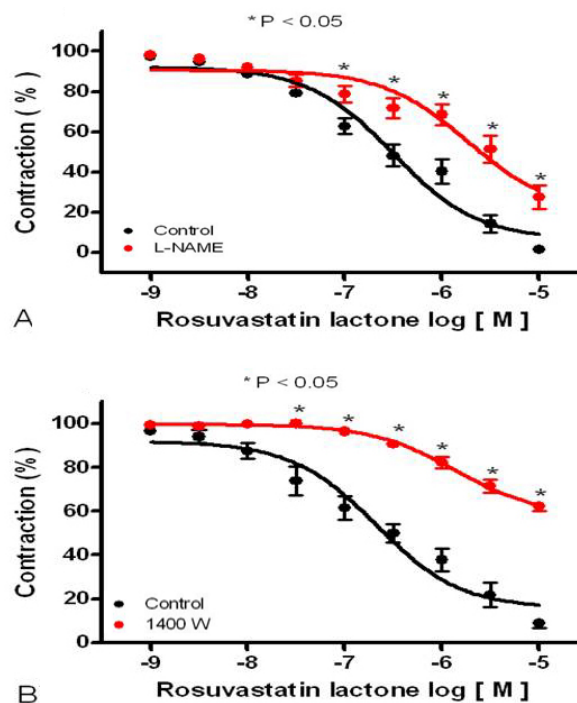 * P < 0.05
Contraction ( % )
100
80
60
40
20
0
* * * * *
Control
L-NAME
-9 -8 -7 -6 -5
A
Rosuvastatin lactone log [ M ]
* P < 0.05
Contraction (%)
100
80
60
40
20
0
* * * * * *
Control
1400 W
-9 -8 -7 -6 -5
B
Rosuvastatin lactone log [ M ]